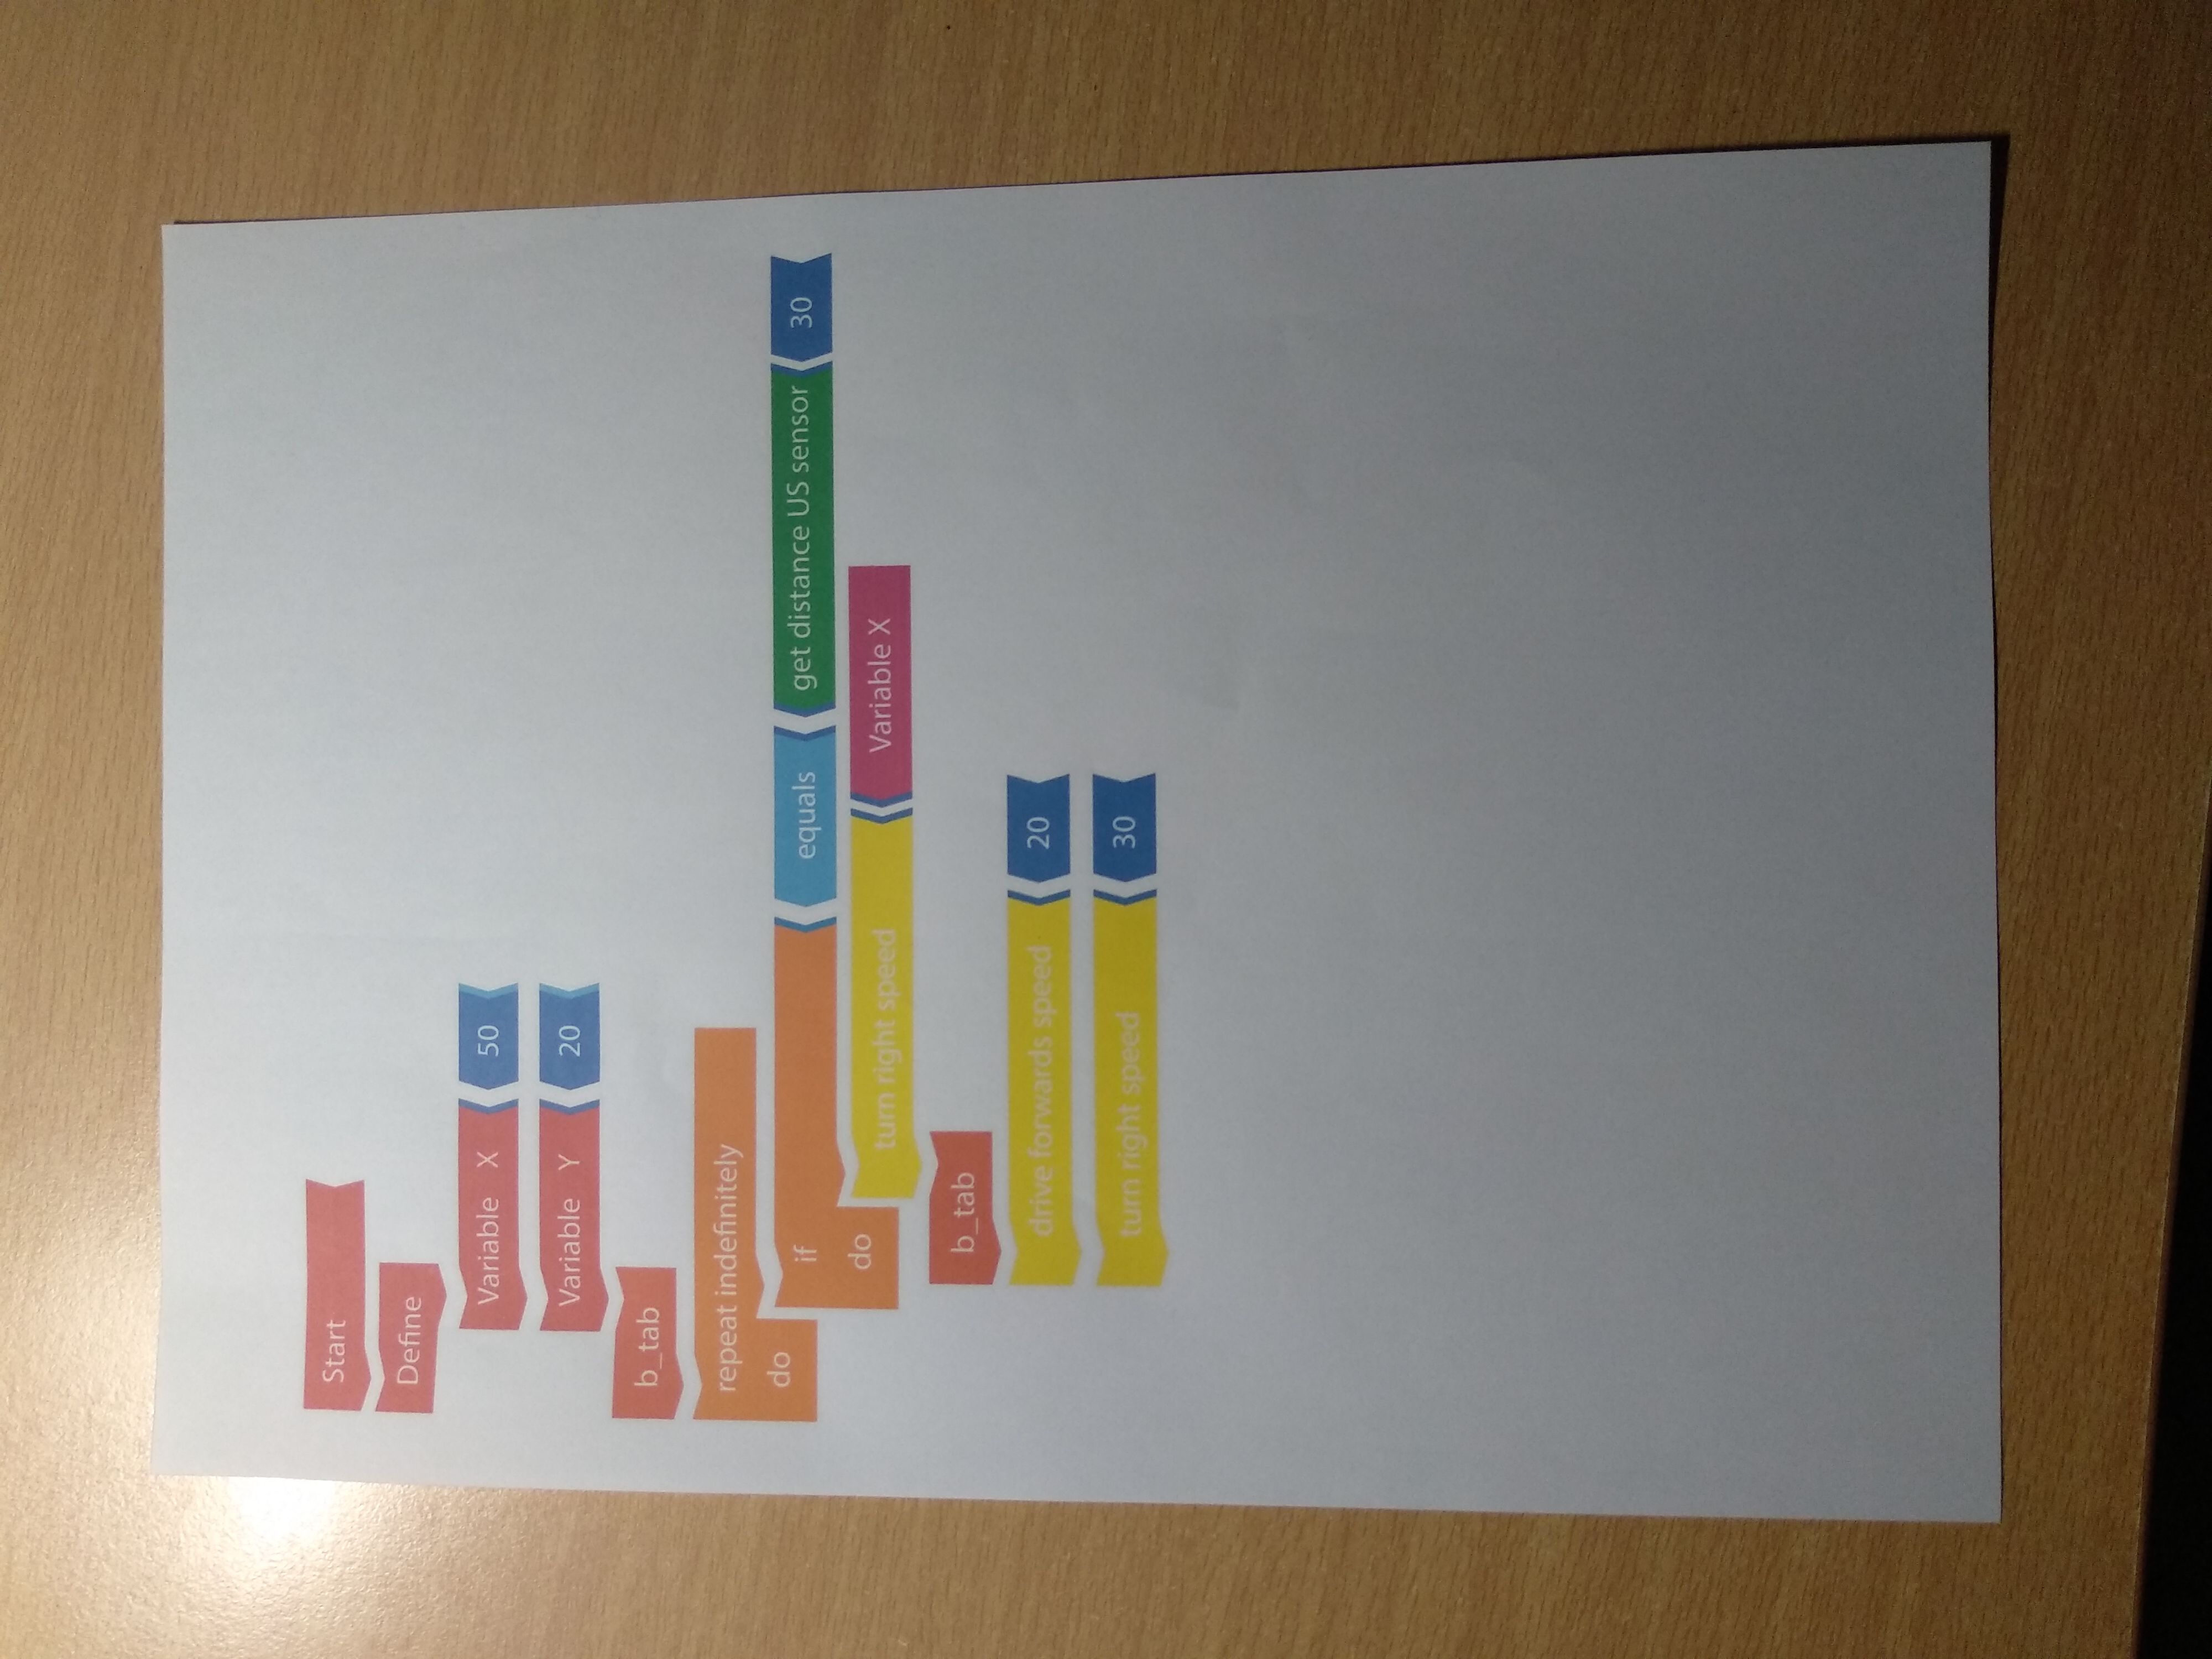 Start
Define
Variable X 50
Variable Y 20
b_tab
repeat indefinitely
do
if equals get distance US sensor 30
do
turn right speed Variable X
b_tab
drive forwards speed 20
turn right speed 30